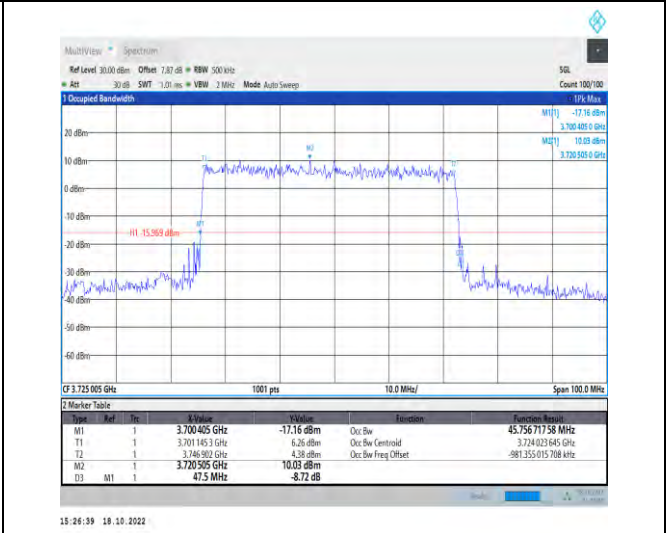 MultiView Spectrum
Ref Level 30.00 dBm Offset 7.87 dB RBW 500 kHz SGL
Att 30 dB SWT 1.01 ms VBW 2 MHz Mode Auto Sweep Count 100/100
1 Occupied Bandwidth 1Pk Max
M1[1] -17.16 dBm
3.700 405 0 GHz
M2[1] 10.03 dBm
3.720 505 0 GHz
20 dBm
M2
10 dBm
T1
0 dBm
-10 dBm
M1
H1 -15.969 dBm
-20 dBm
-30 dBm
-40 dBm
-50 dBm
-60 dBm
CF 3.725 005 GHz 1001 pts 10.0 MHz/ Span 100.0 MHz
2 Marker Table
Type Ref Trc X-Value Y-Value Function Function Result
M1 1 3.700 405 GHz -17.16 dBm Occ Bw 45.756 717 58 MHz
T1 1 3.701 145 3 GHz 6.26 dBm Occ Bw Centroid 3.724 023 645 GHz
T2 1 3.746 902 GHz 4.38 dBm Occ Bw Freq Offset -981.355 015 708 kHz
M2 1 3.720 505 GHz 10.03 dBm
D3 M1 1 47.5 MHz -8.72 dB
Ready
15:26:39 18.10.2022